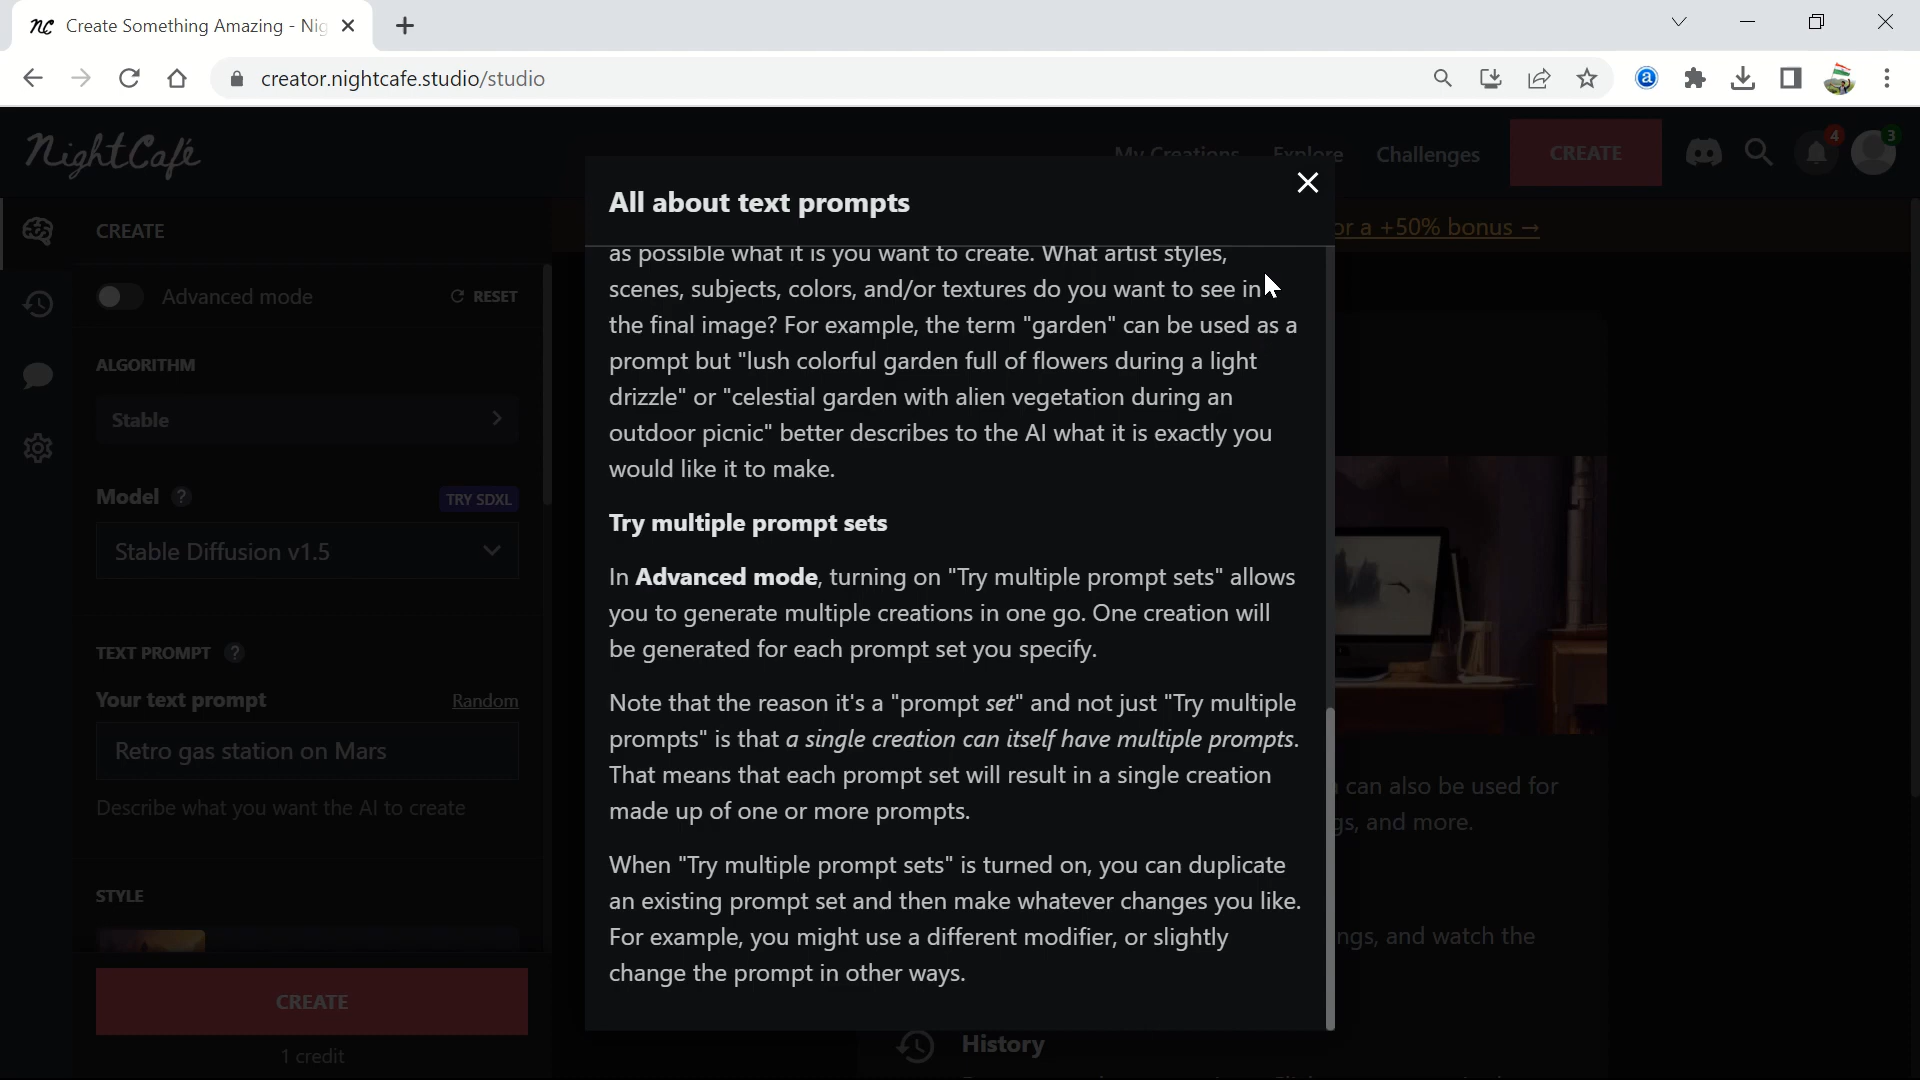 Create Something Amazing - Nig
creator.nightcafe.studio/studio
NightCafé
My Creations
Explore
Challenges
CREATE
4
3
All about text prompts
or a +50% bonus →
CREATE
Advanced mode
RESET
ALGORITHM
Stable
Model ?
TRY SDXL
Stable Diffusion v1.5
TEXT PROMPT ?
Your text prompt
Random
Retro gas station on Mars
Describe what you want the AI to create
STYLE
CREATE
1 credit
as possible what it is you want to create. What artist styles,
scenes, subjects, colors, and/or textures do you want to see in
the final image? For example, the term "garden" can be used as a
prompt but "lush colorful garden full of flowers during a light
drizzle" or "celestial garden with alien vegetation during an
outdoor picnic" better describes to the AI what it is exactly you
would like it to make.
Try multiple prompt sets
In Advanced mode, turning on "Try multiple prompt sets" allows
you to generate multiple creations in one go. One creation will
be generated for each prompt set you specify.
Note that the reason it's a "prompt set" and not just "Try multiple
prompts" is that a single creation can itself have multiple prompts.
That means that each prompt set will result in a single creation
made up of one or more prompts.
When "Try multiple prompt sets" is turned on, you can duplicate
an existing prompt set and then make whatever changes you like.
For example, you might use a different modifier, or slightly
change the prompt in other ways.
can also be used for
gs, and more.
ngs, and watch the
History